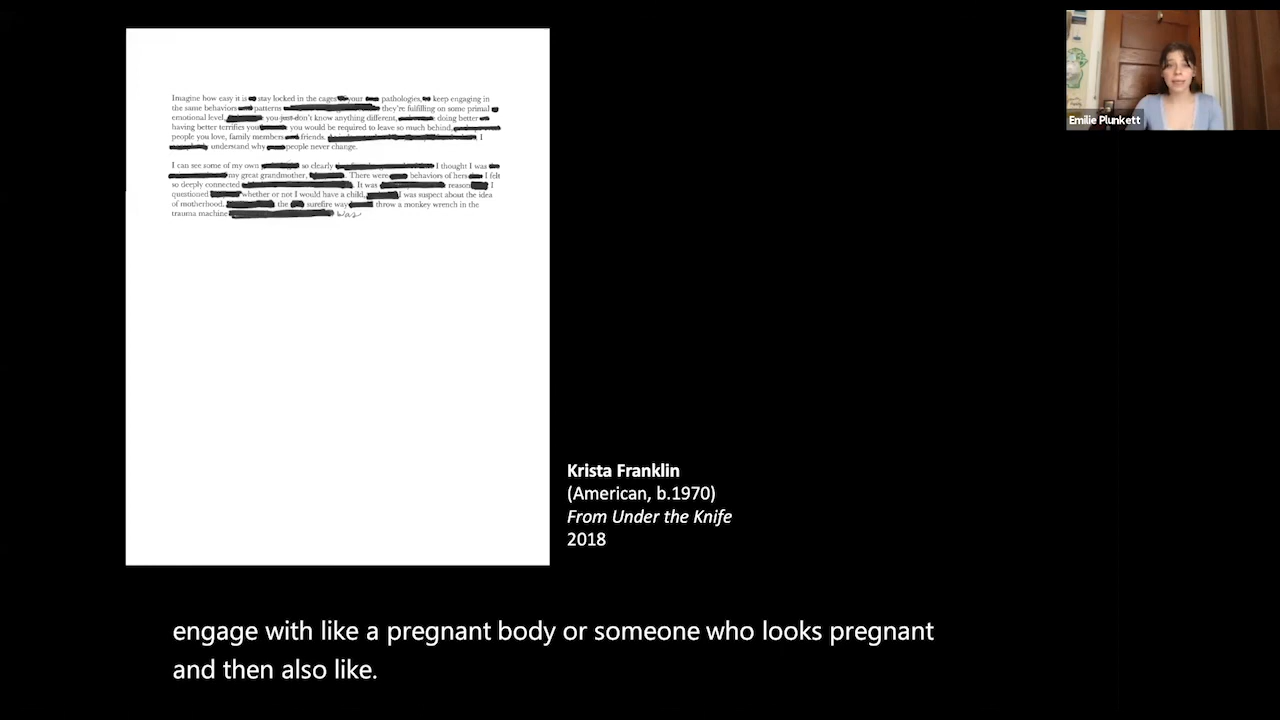 Imagine how easy it is stay locked in the cages your pathologies, keep engaging in
the same behaviors patterns they're fulfilling on some primal
emotional level, you just don't know anything different, doing better
having better terrifies you you would be required to leave so much behind,
people you love, family members friends. I
understand why people never change.
I can see some of my own so clearly I thought I was
my great grandmother, There were behaviors of hers I felt
so deeply connected It was reason I
questioned whether or not I would have a child, I was suspect about the idea
of motherhood, the surefire way throw a monkey wrench in the
trauma machine was
Emilie Plunkett
Krista Franklin
(American, b.1970)
From Under the Knife
2018
engage with like a pregnant body or someone who looks pregnant
and then also like.